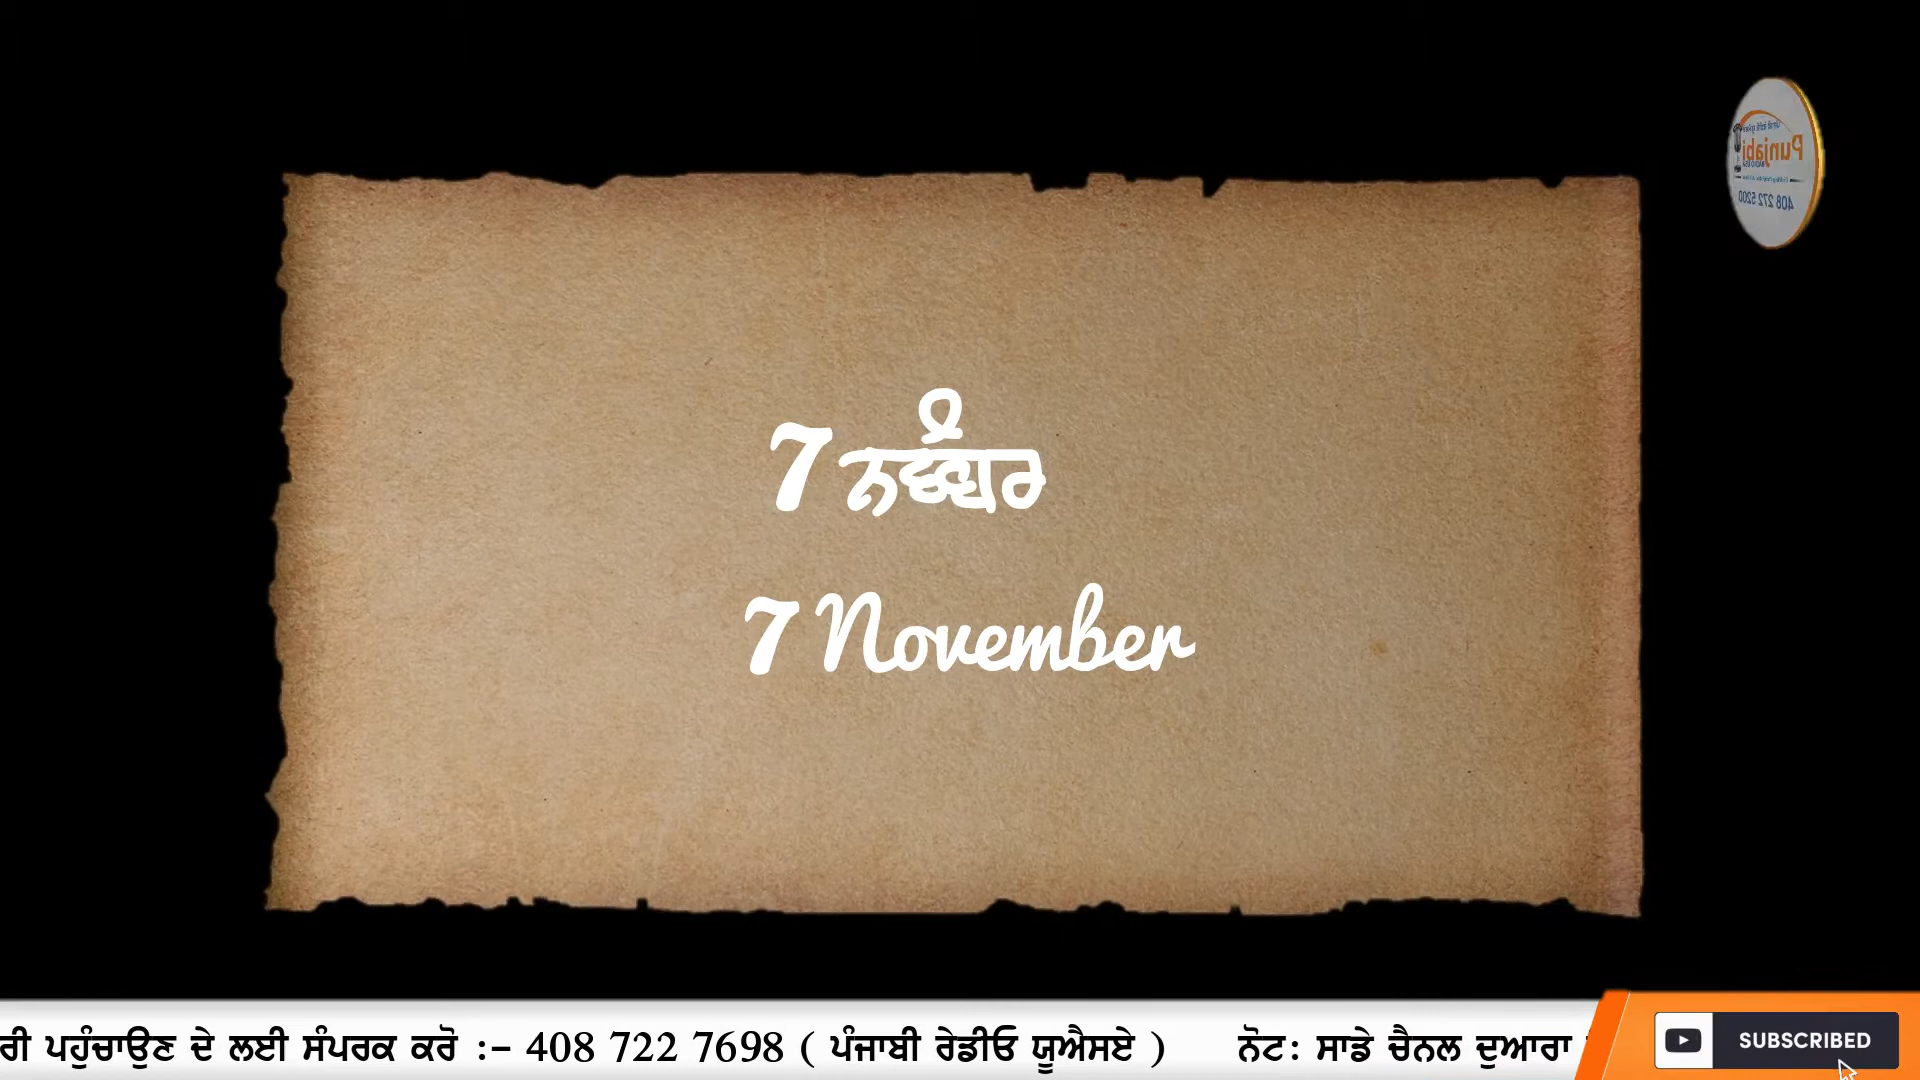 7 ਨਵੰਬਰ
7 November
ਰੀ ਪਹੁੰਚਾਉਣ ਦੇ ਲਈ ਸੰਪਰਕ ਕਰੋ :- 408 722 7698 ( ਪੰਜਾਬੀ ਰੇਡੀਓ ਯੂਐਸਏ ) ਨੋਟ: ਸਾਡੇ ਚੈਨਲ ਦੁਆਰਾ
SUBSCRIBED
Punjabi
408 272 5200